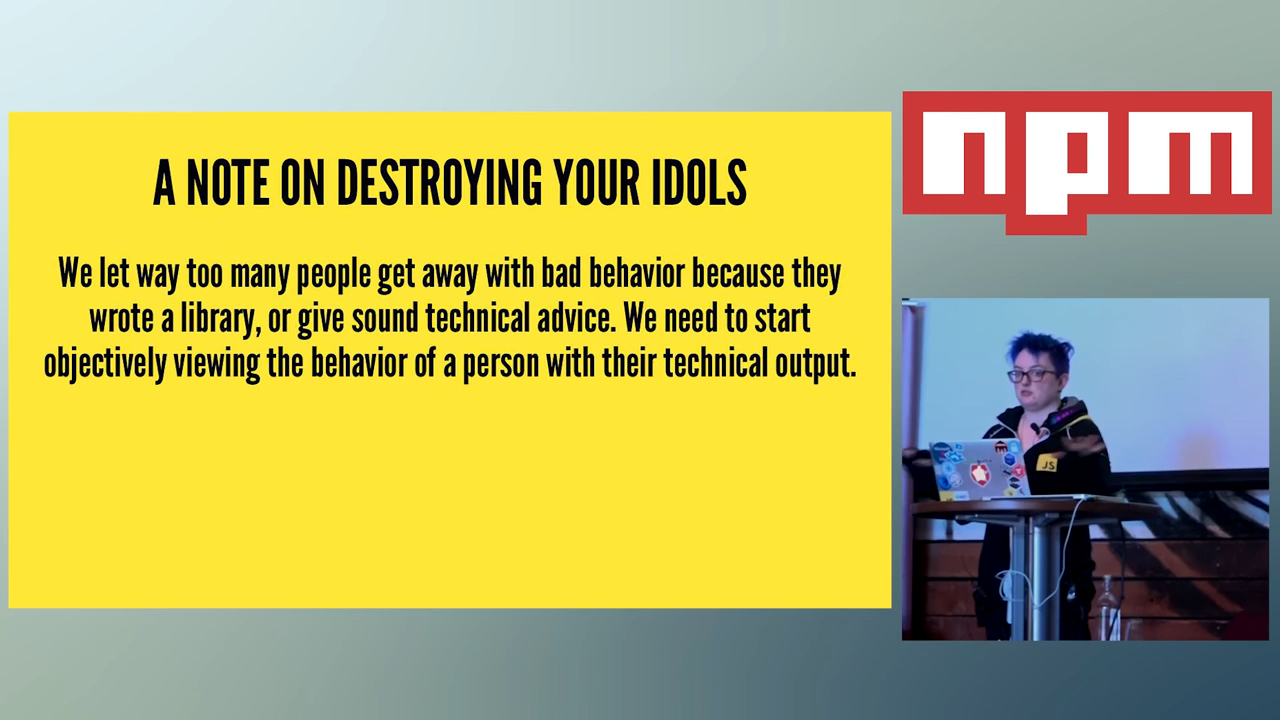 A NOTE ON DESTROYING YOUR IDOLS
We let way too many people get away with bad behavior because they
wrote a library, or give sound technical advice. We need to start
objectively viewing the behavior of a person with their technical output.
npm
JS